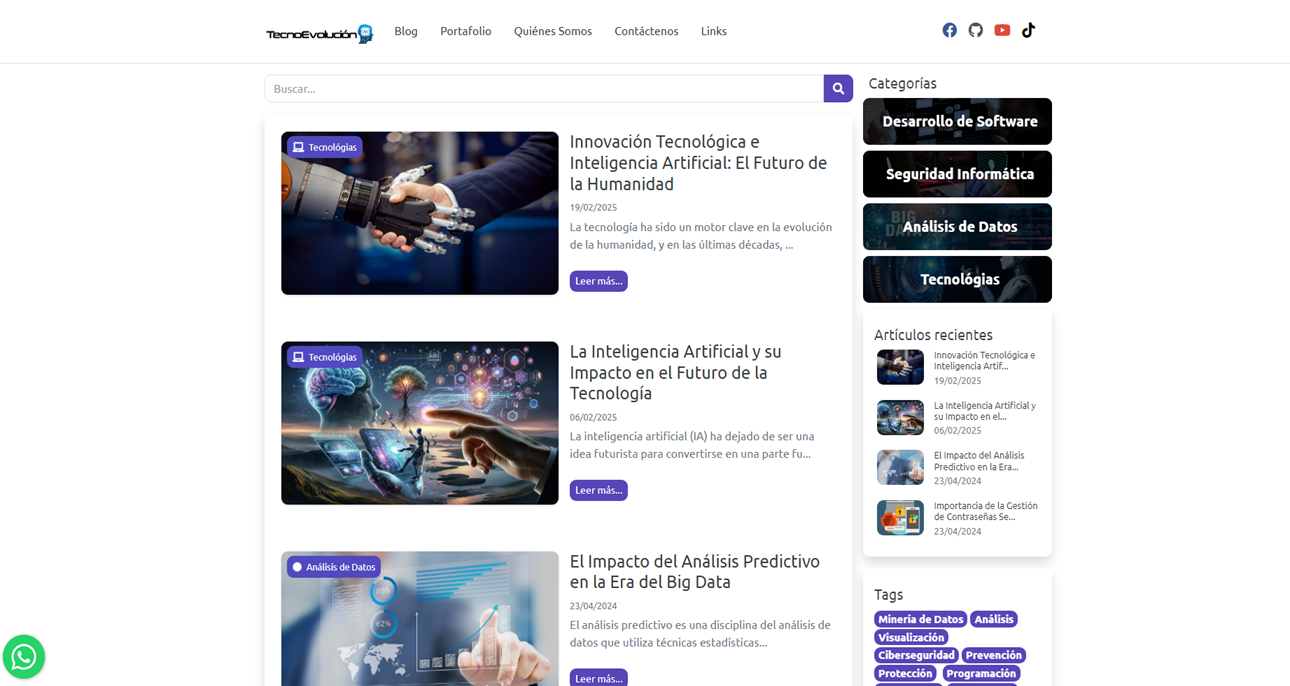 TecnoEvolución
Blog
Portafolio
Quiénes Somos
Contáctenos
Links
Buscar...
Tecnológias
Innovación Tecnológica e
Inteligencia Artificial: El Futuro de
la Humanidad
19/02/2025
La tecnología ha sido un motor clave en la evolución
de la humanidad, y en las últimas décadas, ...
Leer más...
Tecnológias
La Inteligencia Artificial y su
Impacto en el Futuro de la
Tecnología
06/02/2025
La inteligencia artificial (IA) ha dejado de ser una
idea futurista para convertirse en una parte fu...
Leer más...
Análisis de Datos
62%
El Impacto del Análisis Predictivo
en la Era del Big Data
23/04/2024
El análisis predictivo es una disciplina del análisis de
datos que utiliza técnicas estadísticas...
Leer más...
Categorías
Desarrollo de Software
Seguridad Informática
BIG
Análisis de Datos
Tecnológias
Artículos recientes
Innovación Tecnológica e
Inteligencia Artif...
19/02/2025
La Inteligencia Artificial y
su Impacto en el...
06/02/2025
El Impacto del Análisis
Predictivo en la Era...
23/04/2024
Importancia de la Gestión
de Contraseñas Se...
23/04/2024
Tags
Minería de Datos
Análisis
Visualización
Ciberseguridad
Prevención
Protección
Programación